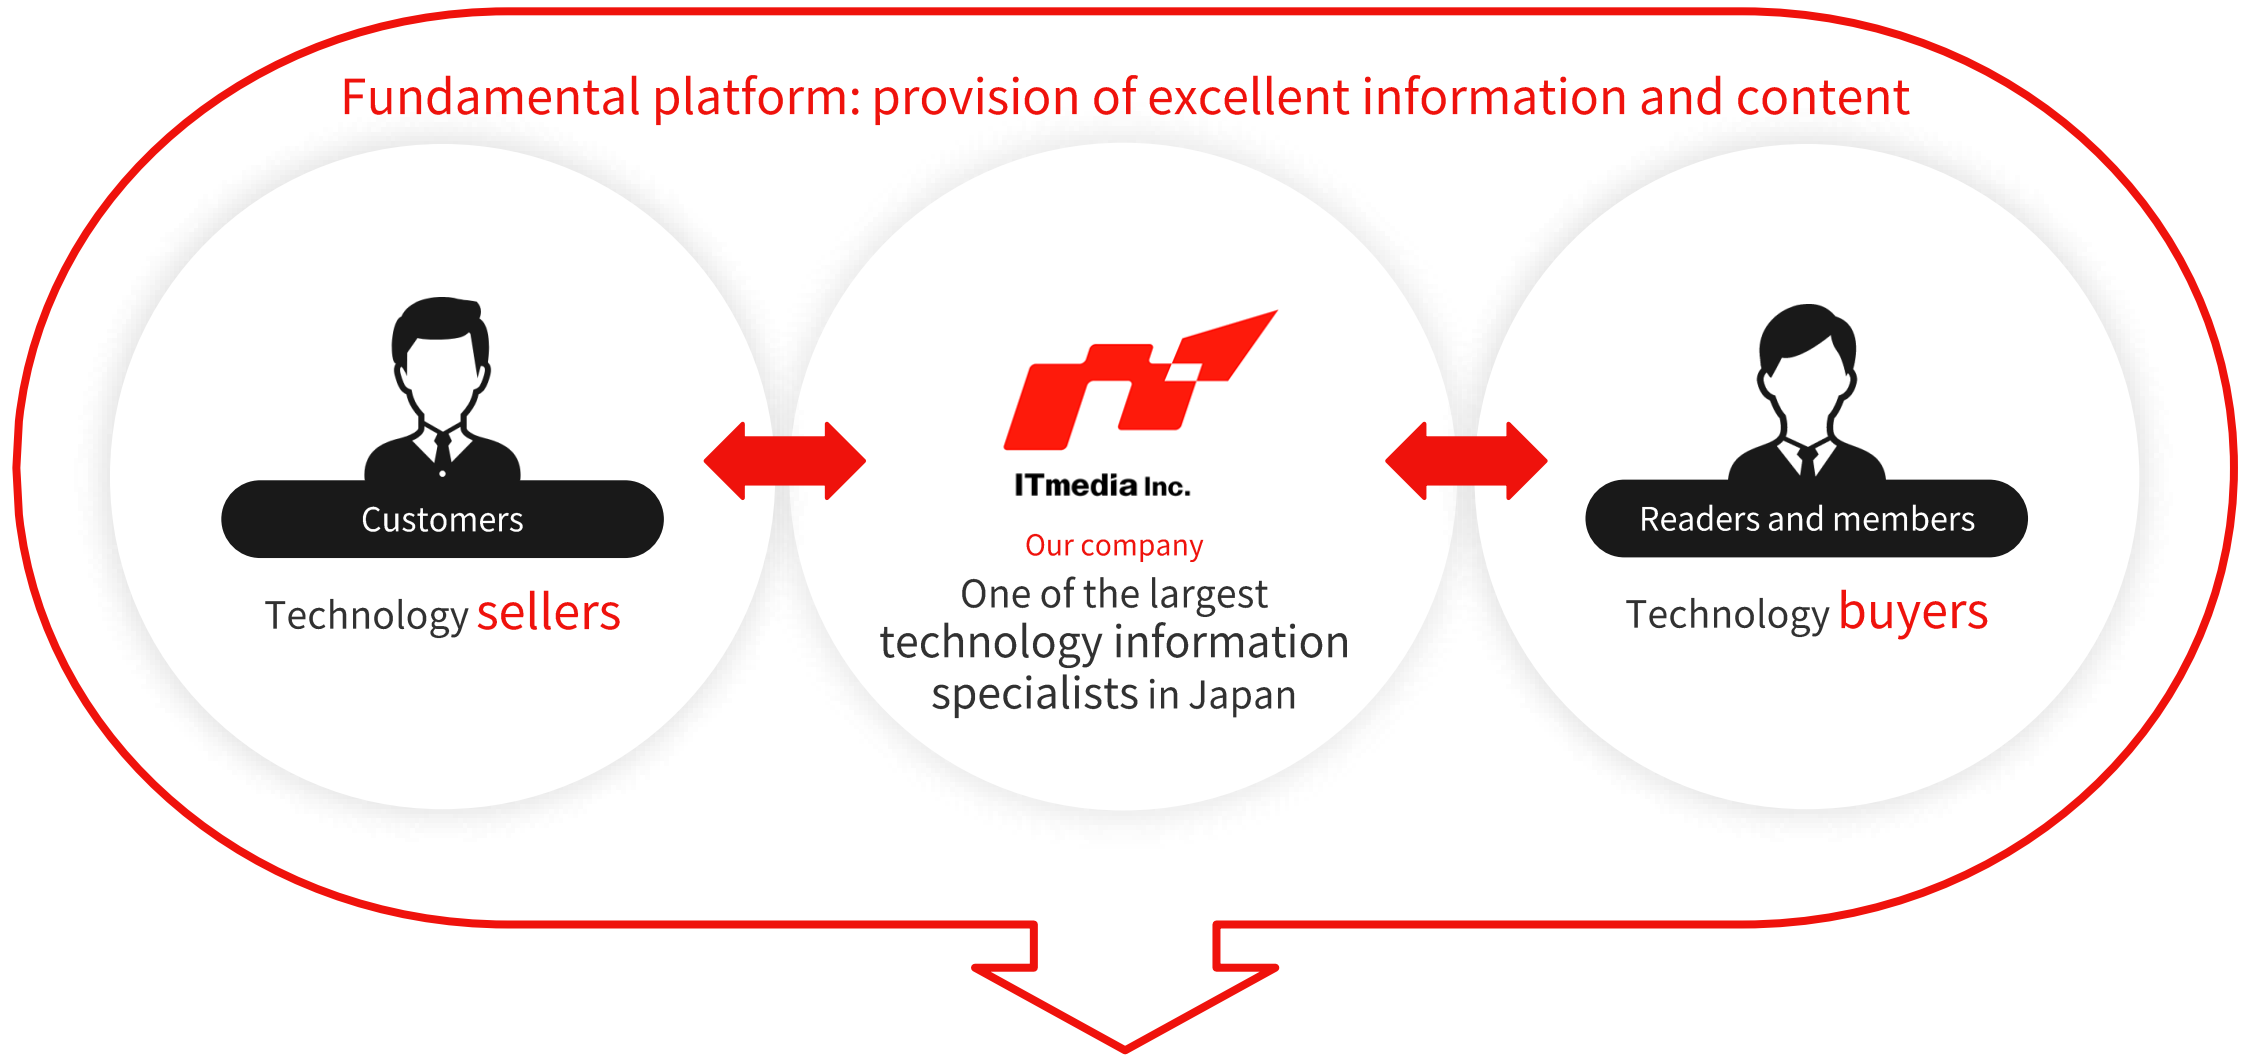 Fundamental platform: provision of excellent information and content
Customers
Technology sellers
ITmedia Inc.
Our company
One of the largest
technology information
specialists in Japan
Readers and members
Technology buyers